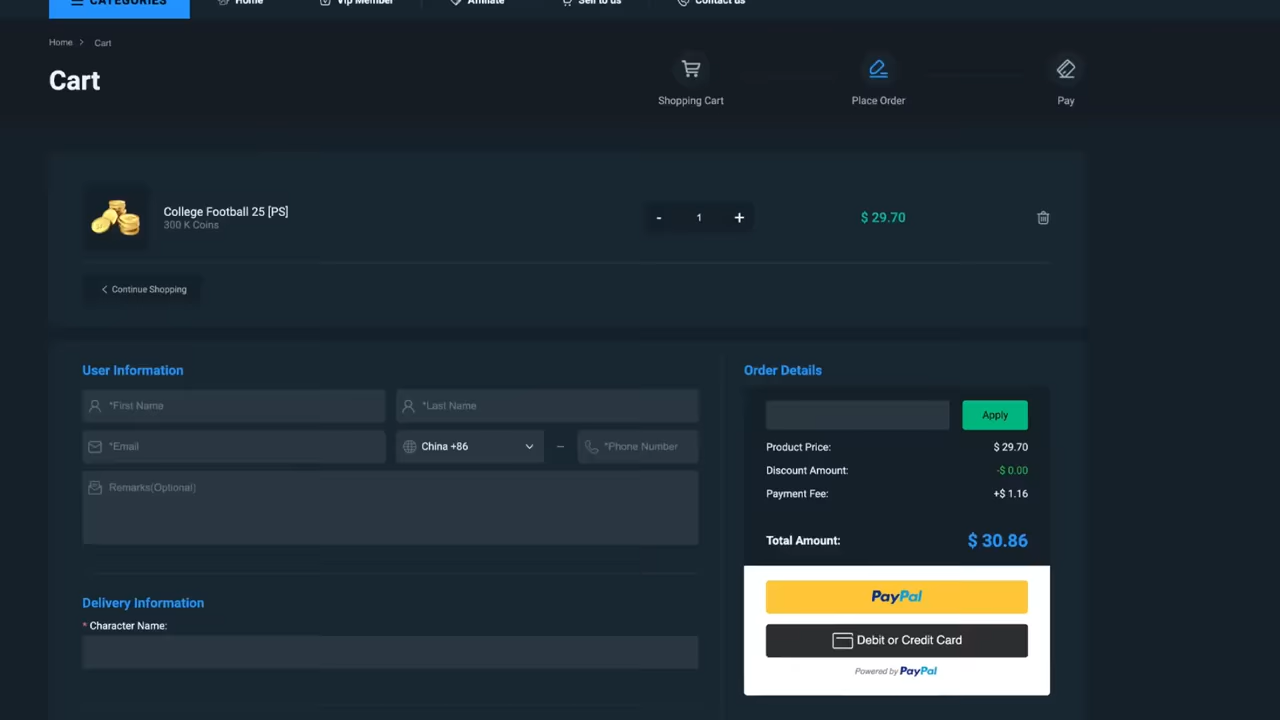 CATEGORIES
Home
Vip Member
Affiliate
Sell to us
Contact us
Home > Cart
Cart
Shopping Cart
Place Order
Pay
College Football 25 [PS]
300 K Coins
- 1 +
$ 29.70
< Continue Shopping
User Information
*First Name
*Last Name
*Email
China +86
–
*Phone Number
Remarks(Optional)
Delivery Information
* Character Name:
Order Details
Apply
Product Price: $ 29.70
Discount Amount: -$ 0.00
Payment Fee: +$ 1.16
Total Amount: $ 30.86
PayPal
Debit or Credit Card
Powered by PayPal